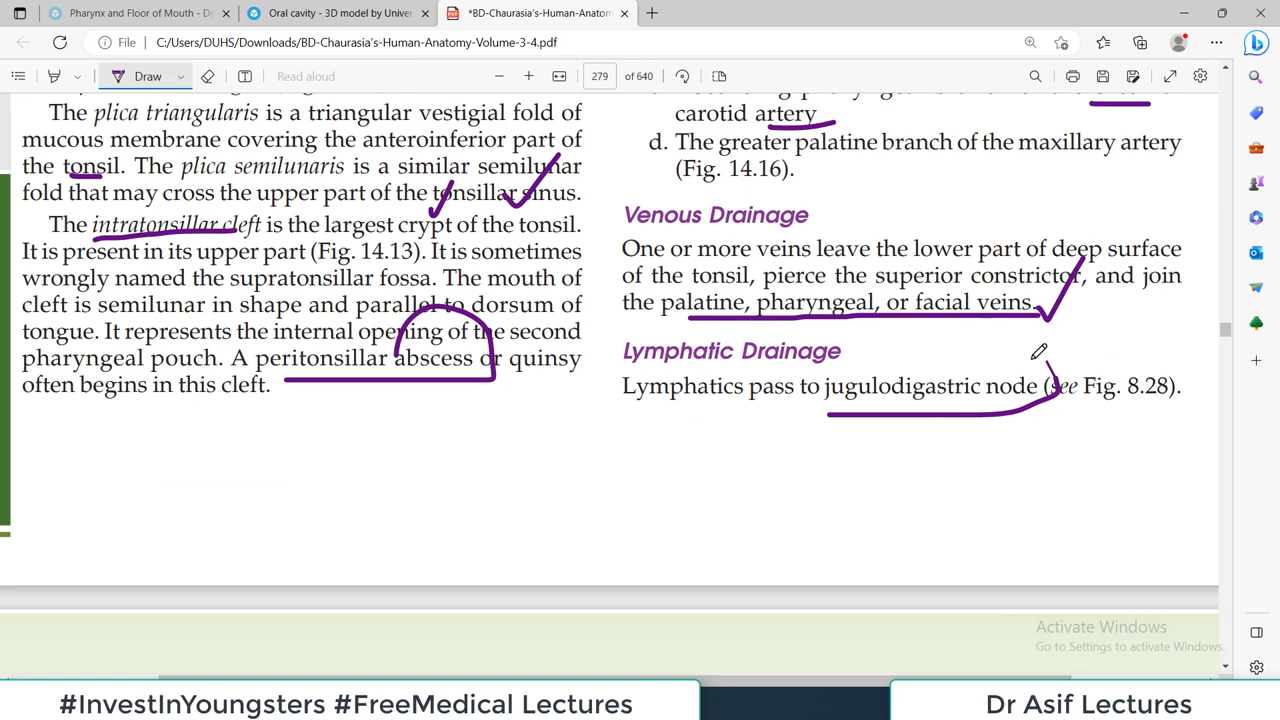 Pharynx and Floor of Mouth - Do
Oral cavity - 3D model by Univer
*BD-Chaurasia's-Human-Anatom
File
C:/Users/DUHS/Downloads/BD-Chaurasia's-Human-Anatomy-Volume-3-4.pdf
Draw
Read aloud
279 of 640
The plica triangularis is a triangular vestigial fold of
mucous membrane covering the anteroinferior part of
the tonsil. The plica semilunaris is a similar semilunar
fold that may cross the upper part of the tonsillar sinus.
The intratonsillar cleft is the largest crypt of the tonsil.
It is present in its upper part (Fig. 14.13). It is sometimes
wrongly named the supratonsillar fossa. The mouth of
cleft is semilunar in shape and parallel to dorsum of
tongue. It represents the internal opening of the second
pharyngeal pouch. A peritonsillar abscess or quinsy
often begins in this cleft.
carotid artery
d. The greater palatine branch of the maxillary artery
(Fig. 14.16).
Venous Drainage
One or more veins leave the lower part of deep surface
of the tonsil, pierce the superior constrictor, and join
the palatine, pharyngeal, or facial veins.
Lymphatic Drainage
Lymphatics pass to jugulodigastric node (see Fig. 8.28).
Activate Windows
Go to Settings to activate Windows.
#InvestInYoungsters #FreeMedical Lectures
Dr Asif Lectures